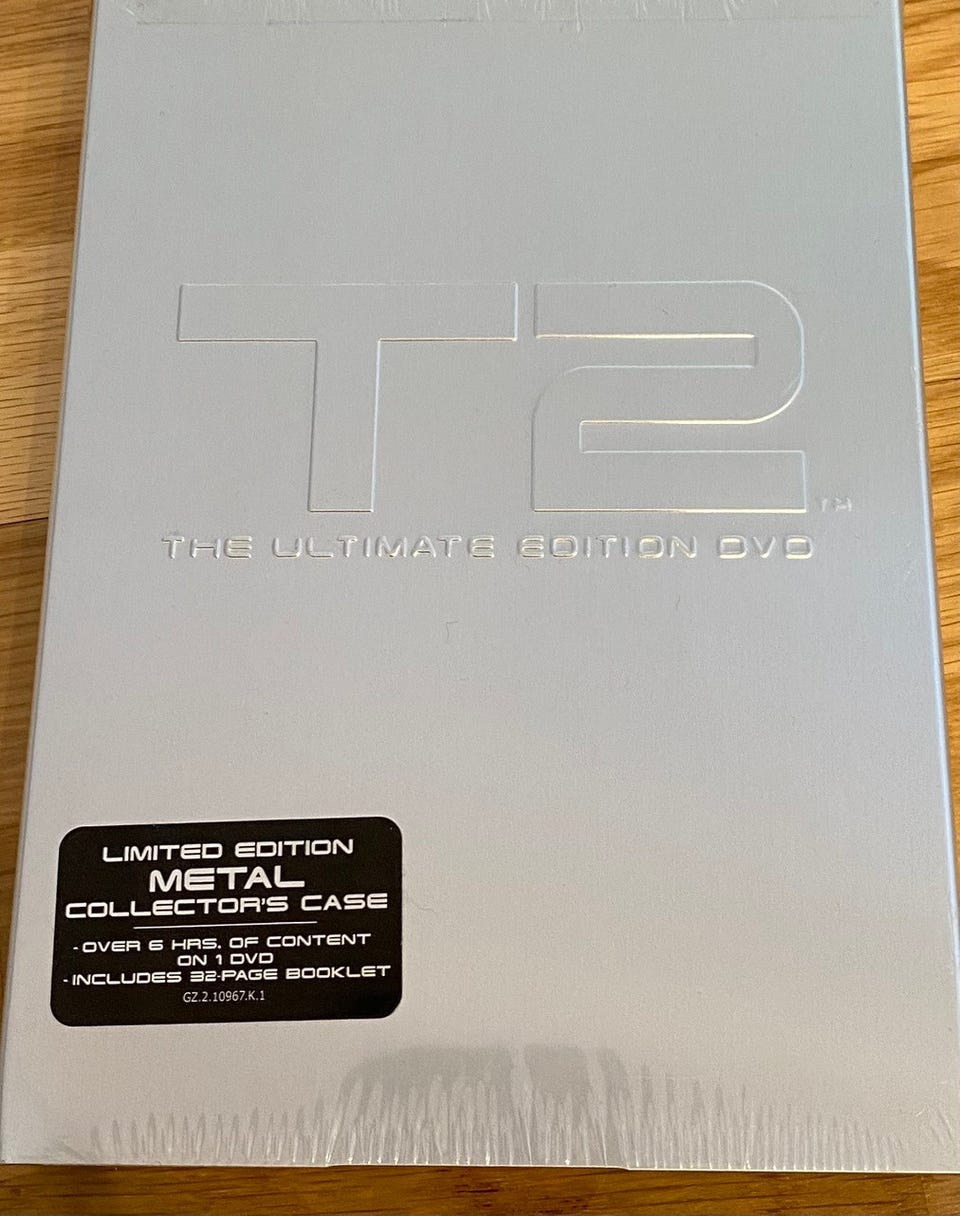 T2
TM
THE ULTIMATE EDITION DVD
LIMITED EDITION
METAL
COLLECTOR'S CASE
-OVER 6 HRS. OF CONTENT
ON 1 DVD
-INCLUDES 32-PAGE BOOKLET
GZ.2.10967.K.1